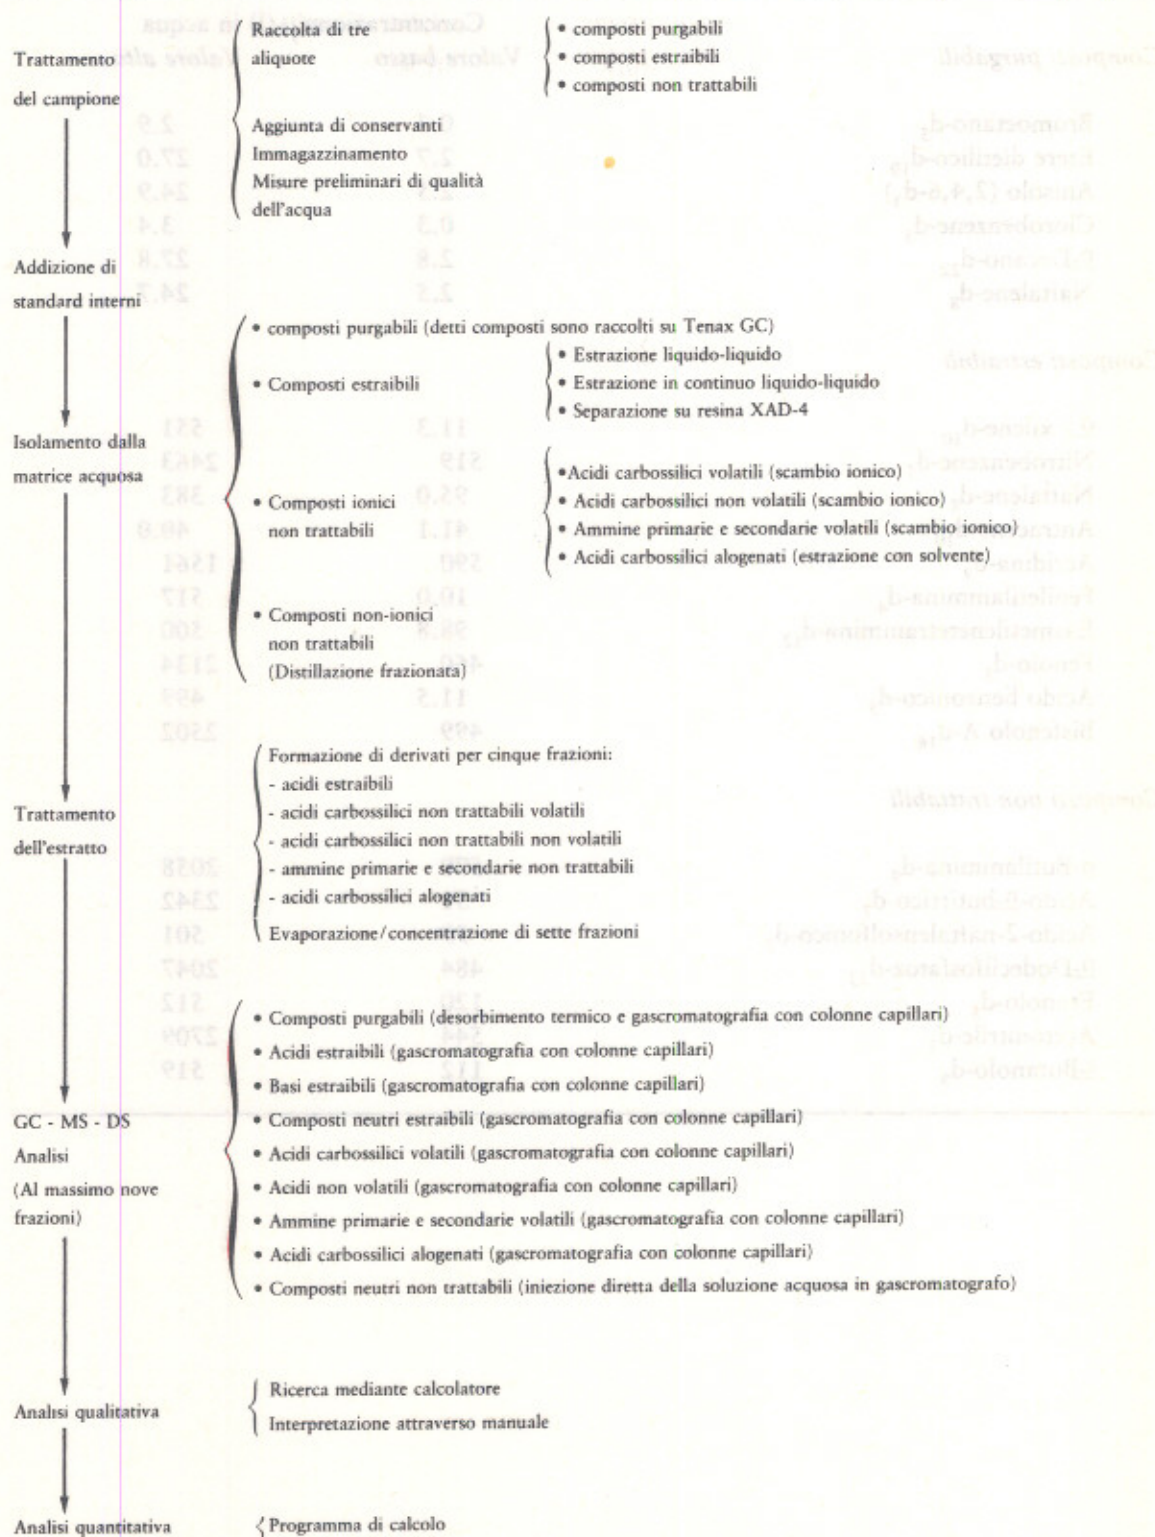 Trattamento
del campione
Raccolta di tre
aliquote
• composti purgabili
• composti estraibili
• composti non trattabili
Aggiunta di conservanti
Immagazzinamento
Misure preliminari di qualità
dell'acqua
Addizione di
standard interni
Isolamento dalla
matrice acquosa
• composti purgabili (detti composti sono raccolti su Tenax GC)
• Composti estraibili
• Estrazione liquido-liquido
• Estrazione in continuo liquido-liquido
• Separazione su resina XAD-4
• Composti ionici
non trattabili
•Acidi carbossilici volatili (scambio ionico)
• Acidi carbossilici non volatili (scambio ionico)
• Ammine primarie e secondarie volatili (scambio ionico)
• Acidi carbossilici alogenati (estrazione con solvente)
• Composti non-ionici
non trattabili
(Distillazione frazionata)
Trattamento
dell'estratto
Formazione di derivati per cinque frazioni:
- acidi estraibili
- acidi carbossilici non trattabili volatili
- acidi carbossilici non trattabili non volatili
- ammine primarie e secondarie non trattabili
- acidi carbossilici alogenati
Evaporazione/concentrazione di sette frazioni
GC - MS - DS
Analisi
(Al massimo nove
frazioni)
• Composti purgabili (desorbimento termico e gascromatografia con colonne capillari)
• Acidi estraibili (gascromatografia con colonne capillari)
• Basi estraibili (gascromatografia con colonne capillari)
• Composti neutri estraibili (gascromatografia con colonne capillari)
• Acidi carbossilici volatili (gascromatografia con colonne capillari)
• Acidi non volatili (gascromatografia con colonne capillari)
• Ammine primarie e secondarie volatili (gascromatografia con colonne capillari)
• Acidi carbossilici alogenati (gascromatografia con colonne capillari)
• Composti neutri non trattabili (iniezione diretta della soluzione acquosa in gascromatografo)
Analisi qualitativa
Ricerca mediante calcolatore
Interpretazione attraverso manuale
Analisi quantitativa
Programma di calcolo